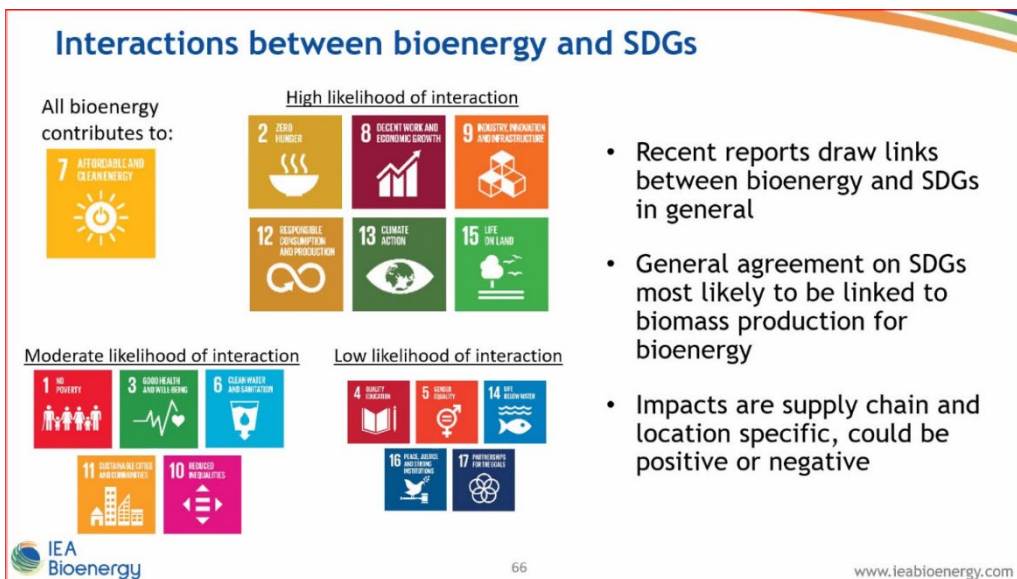 Interactions between bioenergy and SDGs
All bioenergy
contributes to:
7 AFFORDABLE AND
CLEAN ENERGY
High likelihood of interaction
2 ZERO
HUNGER
8 DECENT WORK AND
ECONOMIC GROWTH
9 INDUSTRY, INNOVATION
AND INFRASTRUCTURE
12 RESPONSIBLE
CONSUMPTION
AND PRODUCTION
13 CLIMATE
ACTION
15 LIFE
ON LAND
Moderate likelihood of interaction
1 NO
POVERTY
3 GOOD HEALTH
AND WELL-BEING
6 CLEAN WATER
AND SANITATION
11 SUSTAINABLE CITIES
AND COMMUNITIES
10 REDUCED
INEQUALITIES
Low likelihood of interaction
4 QUALITY
EDUCATION
5 GENDER
EQUALITY
14 LIFE
BELOW WATER
16 PEACE, JUSTICE
AND STRONG
INSTITUTIONS
17 PARTNERSHIPS
FOR THE GOALS
• Recent reports draw links
between bioenergy and SDGs
in general
• General agreement on SDGs
most likely to be linked to
biomass production for
bioenergy
• Impacts are supply chain and
location specific, could be
positive or negative
IEA
Bioenergy
66
www.ieabioenergy.com